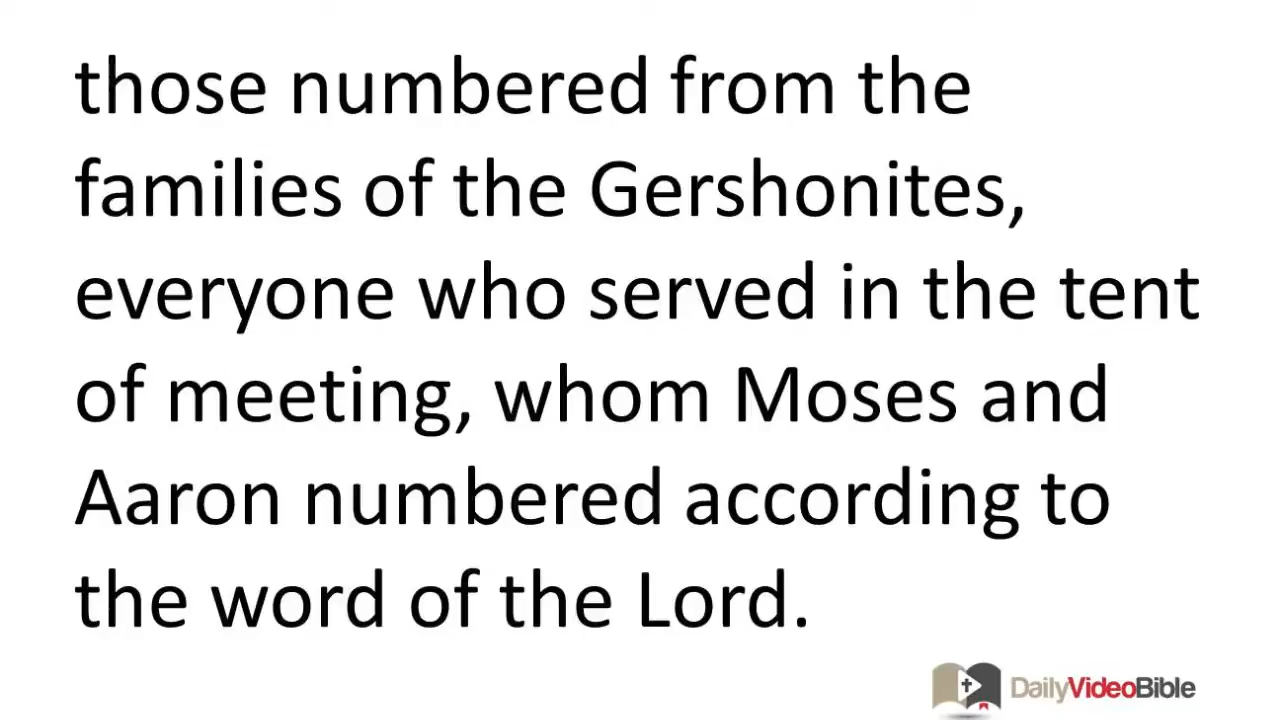 those numbered from the
families of the Gershonites,
everyone who served in the tent
of meeting, whom Moses and
Aaron numbered according to
the word of the Lord.
DailyVideoBible